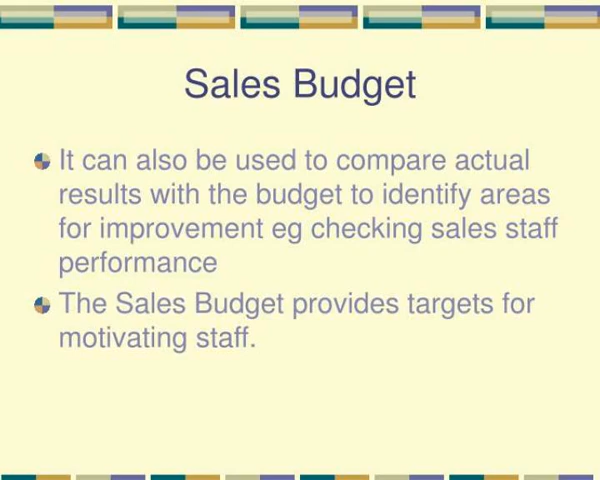 Sales Budget
It can also be used to compare actual
results with the budget to identify areas
for improvement eg checking sales staff
performance
The Sales Budget provides targets for
motivating staff.